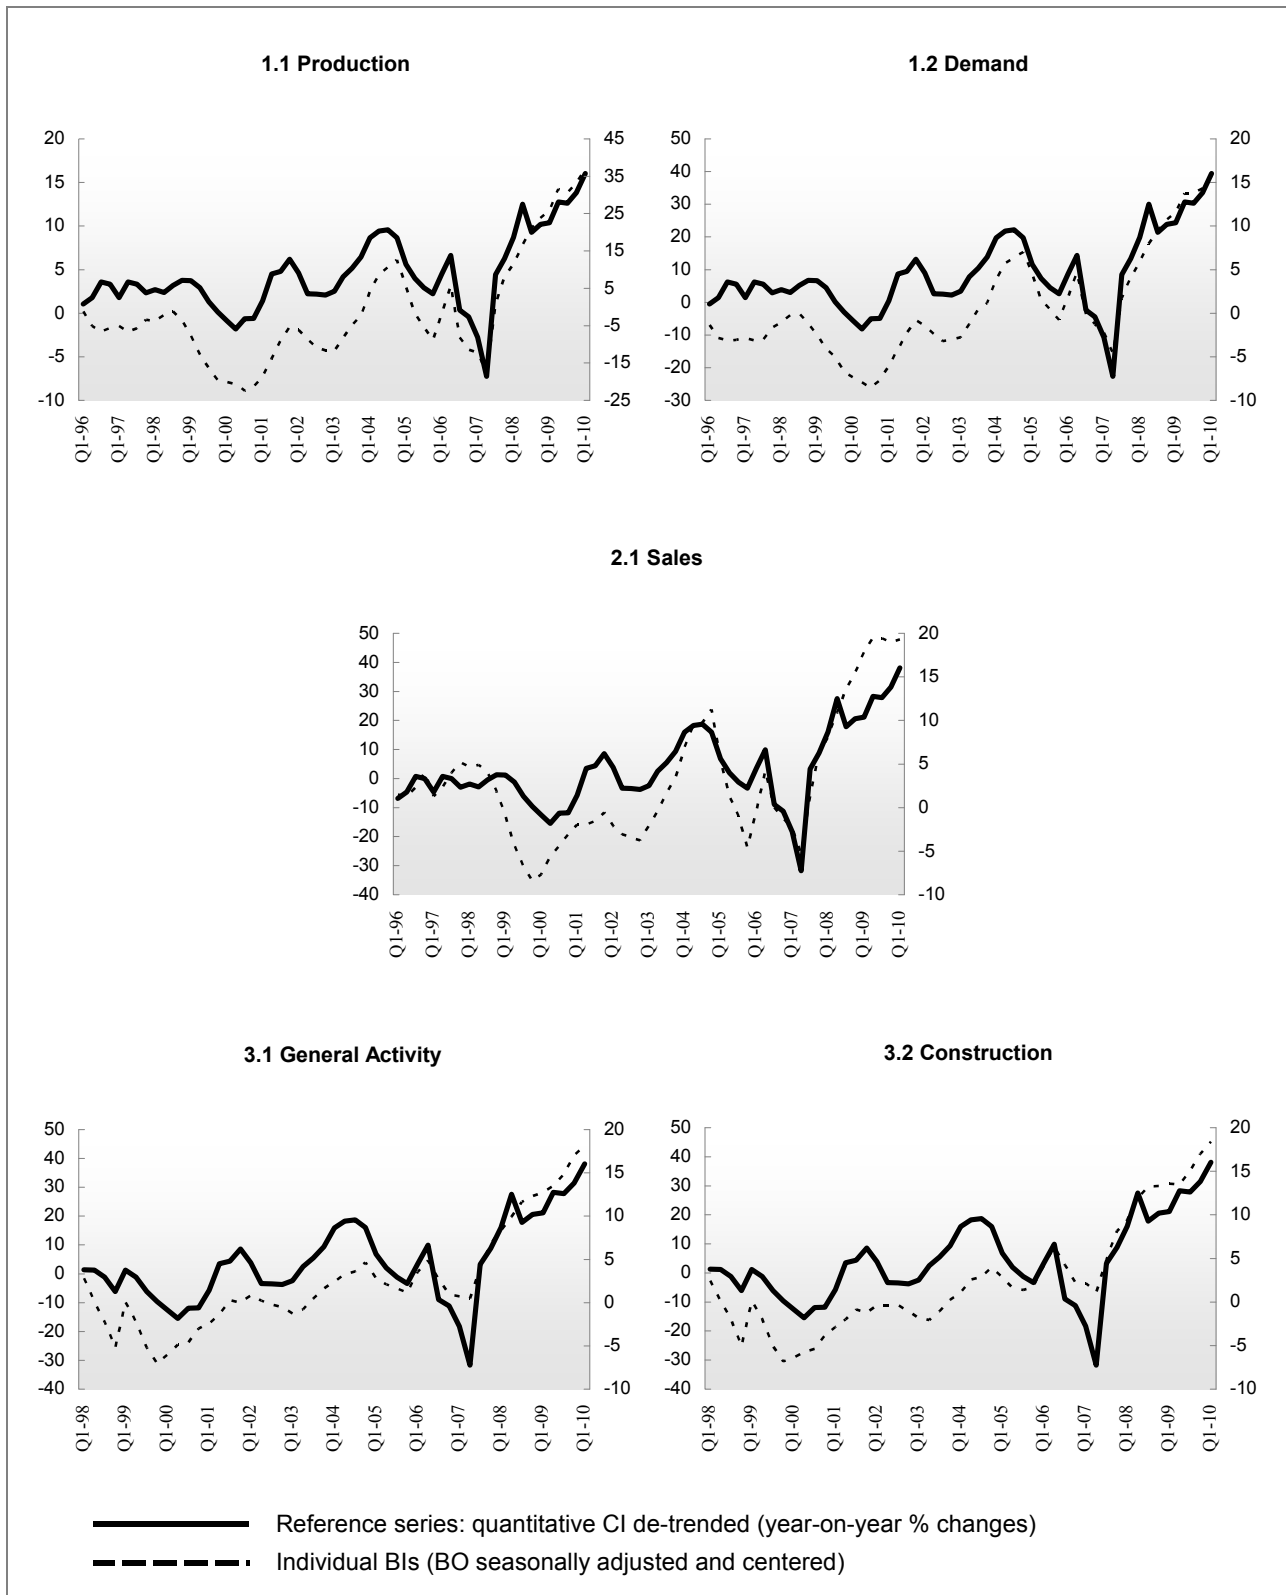 1.1 Production
20
15
10
5
0
-5
-10
45
35
25
15
5
-5
-15
-25
Q1-96
Q1-97
Q1-98
Q1-99
Q1-00
Q1-01
Q1-02
Q1-03
Q1-04
Q1-05
Q1-06
Q1-07
Q1-08
Q1-09
Q1-10
1.2 Demand
50
40
30
20
10
0
-10
-20
-30
20
15
10
5
0
-5
-10
Q1-96
Q1-97
Q1-98
Q1-99
Q1-00
Q1-01
Q1-02
Q1-03
Q1-04
Q1-05
Q1-06
Q1-07
Q1-08
Q1-09
Q1-10
2.1 Sales
50
40
30
20
10
0
-10
-20
-30
-40
20
15
10
5
0
-5
-10
Q1-96
Q1-97
Q1-98
Q1-99
Q1-00
Q1-01
Q1-02
Q1-03
Q1-04
Q1-05
Q1-06
Q1-07
Q1-08
Q1-09
Q1-10
3.1 General Activity
50
40
30
20
10
0
-10
-20
-30
-40
20
15
10
5
0
-5
-10
Q1-98
Q1-99
Q1-00
Q1-01
Q1-02
Q1-03
Q1-04
Q1-05
Q1-06
Q1-07
Q1-08
Q1-09
Q1-10
3.2 Construction
50
40
30
20
10
0
-10
-20
-30
-40
20
15
10
5
0
-5
-10
Q1-98
Q1-99
Q1-00
Q1-01
Q1-02
Q1-03
Q1-04
Q1-05
Q1-06
Q1-07
Q1-08
Q1-09
Q1-10
Reference series: quantitative CI de-trended (year-on-year % changes)
Individual BIs (BO seasonally adjusted and centered)